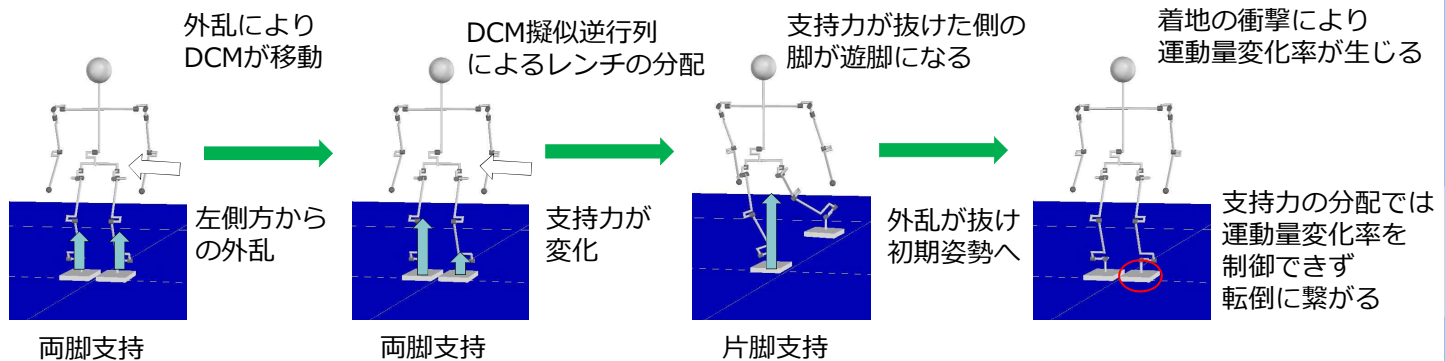 外乱により
DCMが移動
左側方から
の外乱
両脚支持
DCM擬似逆行列
によるレンチの分配
支持力が
変化
両脚支持
支持力が抜けた側の
脚が遊脚になる
外乱が抜け
初期姿勢へ
片脚支持
着地の衝撃により
運動量変化率が生じる
支持力の分配では
運動量変化率を
制御できず
転倒に繋がる